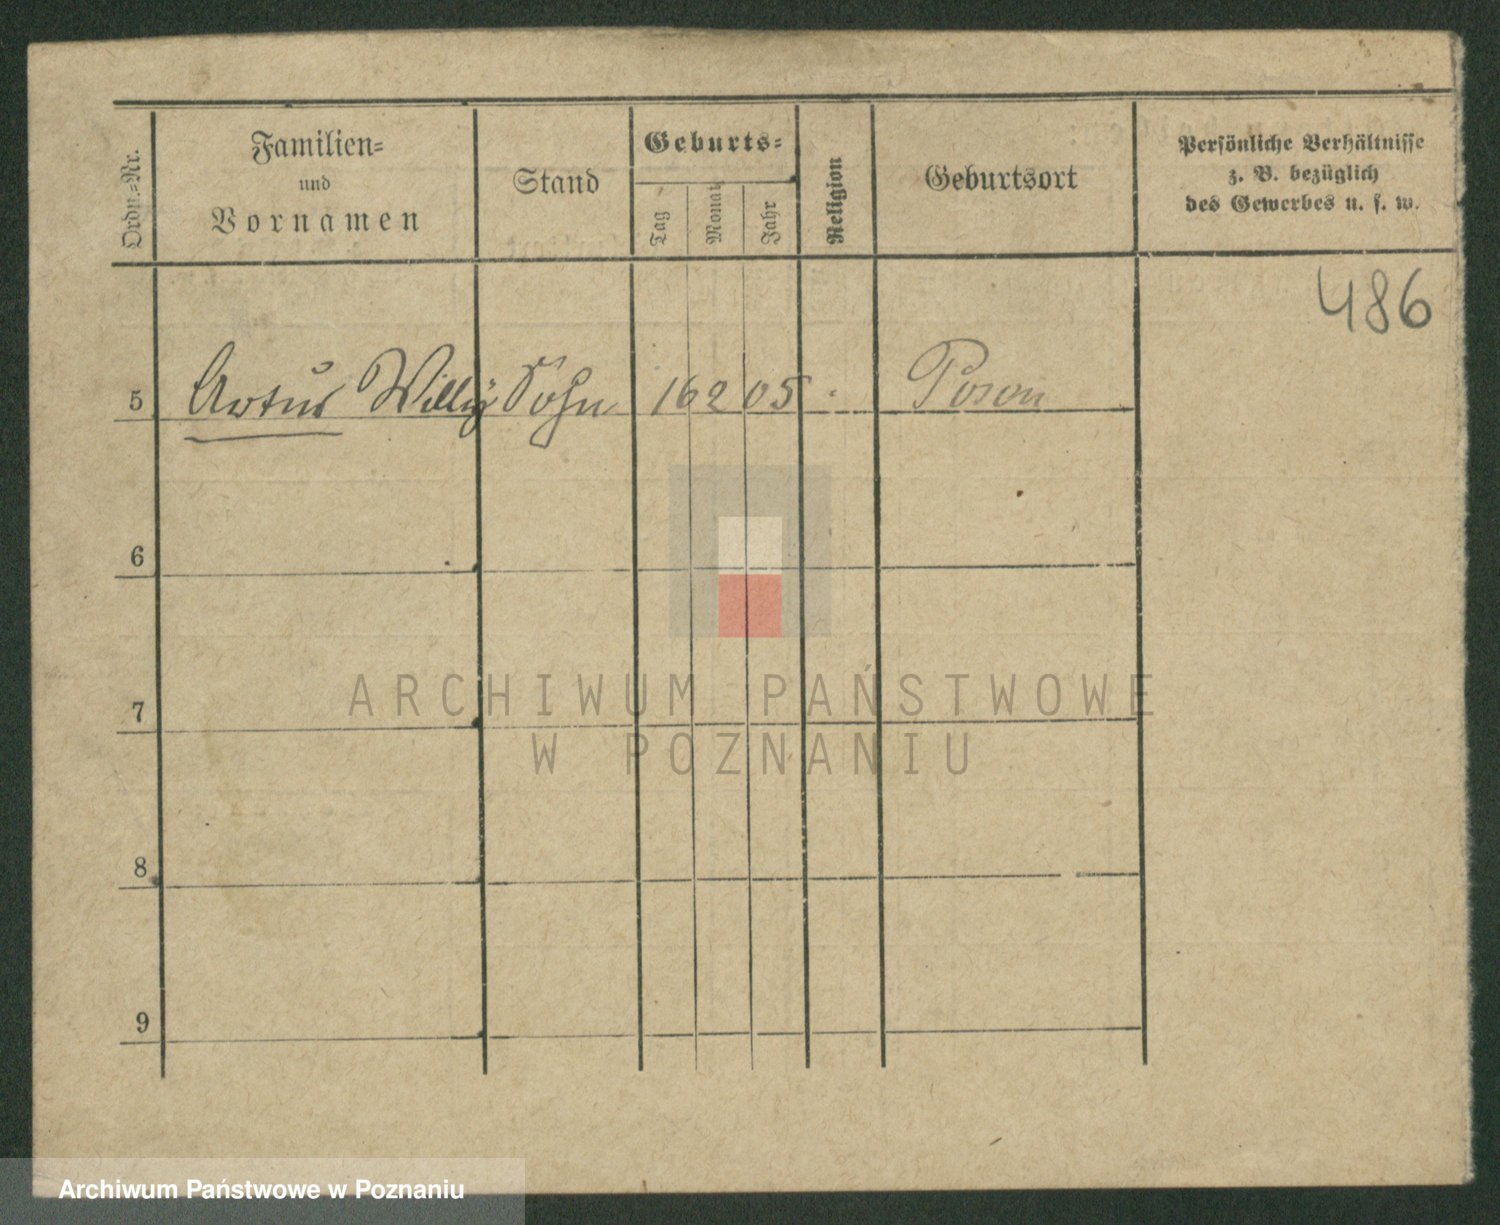 Ordn.-Nr.
Familien-
und
Vornamen
Stand
Geburts-
Tag
Monat
Jahr
Religion
Geburtsort
Persönliche Verhältnisse
z. B. bezüglich
des Gewerbes u. s. w.
486
5 Artur Willy Sohn 16 2 05 Posen
6
7
8
9
ARCHIWUM PAŃSTWOWE
W POZNANIU
Archiwum Państwowe w Poznaniu